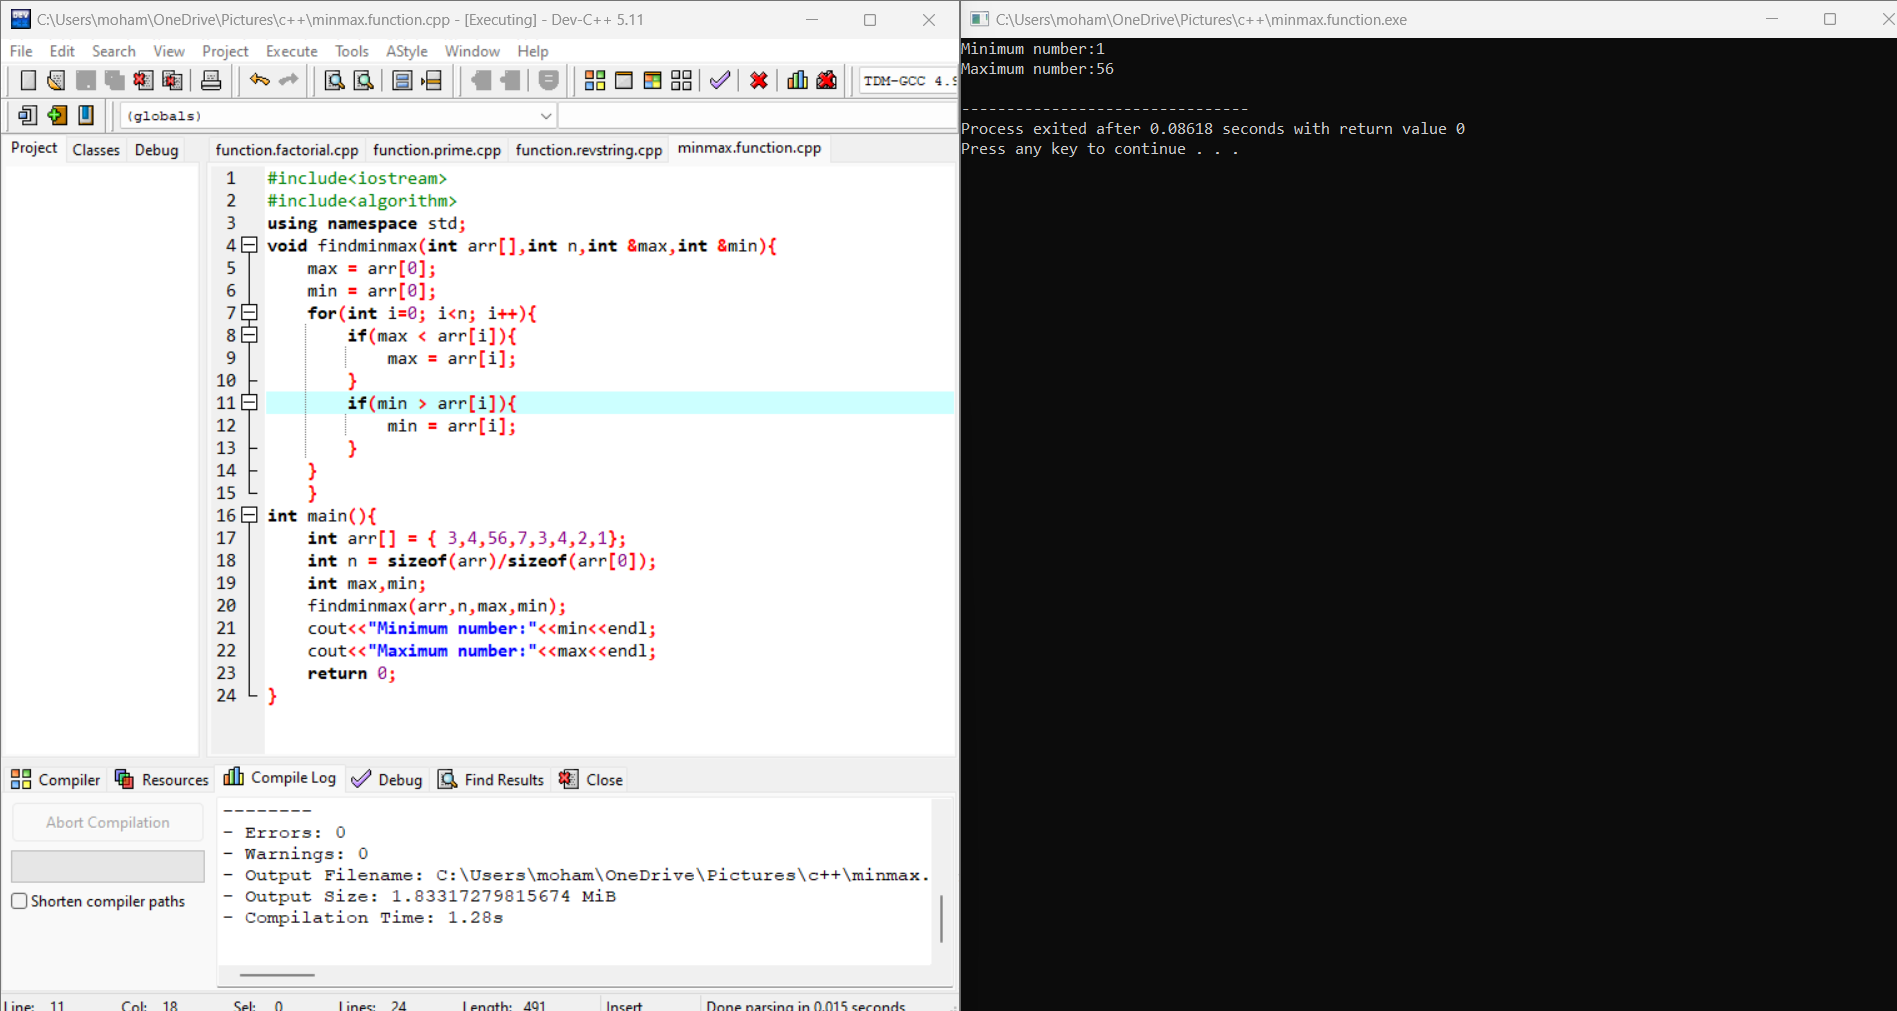 C:\Users\moham\OneDrive\Pictures\c++\minmax.function.cpp - [Executing] - Dev-C++ 5.11
File Edit Search View Project Execute Tools AStyle Window Help
TDM-GCC 4.9
(globals)
Project Classes Debug
function.factorial.cpp function.prime.cpp function.revstring.cpp minmax.function.cpp
1 #include<iostream>
2 #include<algorithm>
3 using namespace std;
4 void findminmax(int arr[],int n,int &max,int &min){
5 max = arr[0];
6 min = arr[0];
7 for(int i=0; i<n; i++){
8 if(max < arr[i]){
9 max = arr[i];
10 }
11 if(min > arr[i]){
12 min = arr[i];
13 }
14 }
15 }
16 int main(){
17 int arr[] = { 3,4,56,7,3,4,2,1};
18 int n = sizeof(arr)/sizeof(arr[0]);
19 int max,min;
20 findminmax(arr,n,max,min);
21 cout<<"Minimum number:"<<min<<endl;
22 cout<<"Maximum number:"<<max<<endl;
23 return 0;
24 }
Compiler Resources Compile Log Debug Find Results Close
Abort Compilation
Shorten compiler paths
--------
- Errors: 0
- Warnings: 0
- Output Filename: C:\Users\moham\OneDrive\Pictures\c++\minmax.
- Output Size: 1.83317279815674 MiB
- Compilation Time: 1.28s
Line: 11 Col: 18 Sel: 0 Lines: 24 Length: 491 Insert Done parsing in 0.015 seconds
C:\Users\moham\OneDrive\Pictures\c++\minmax.function.exe
Minimum number:1
Maximum number:56
--------------------------------
Process exited after 0.08618 seconds with return value 0
Press any key to continue . . .